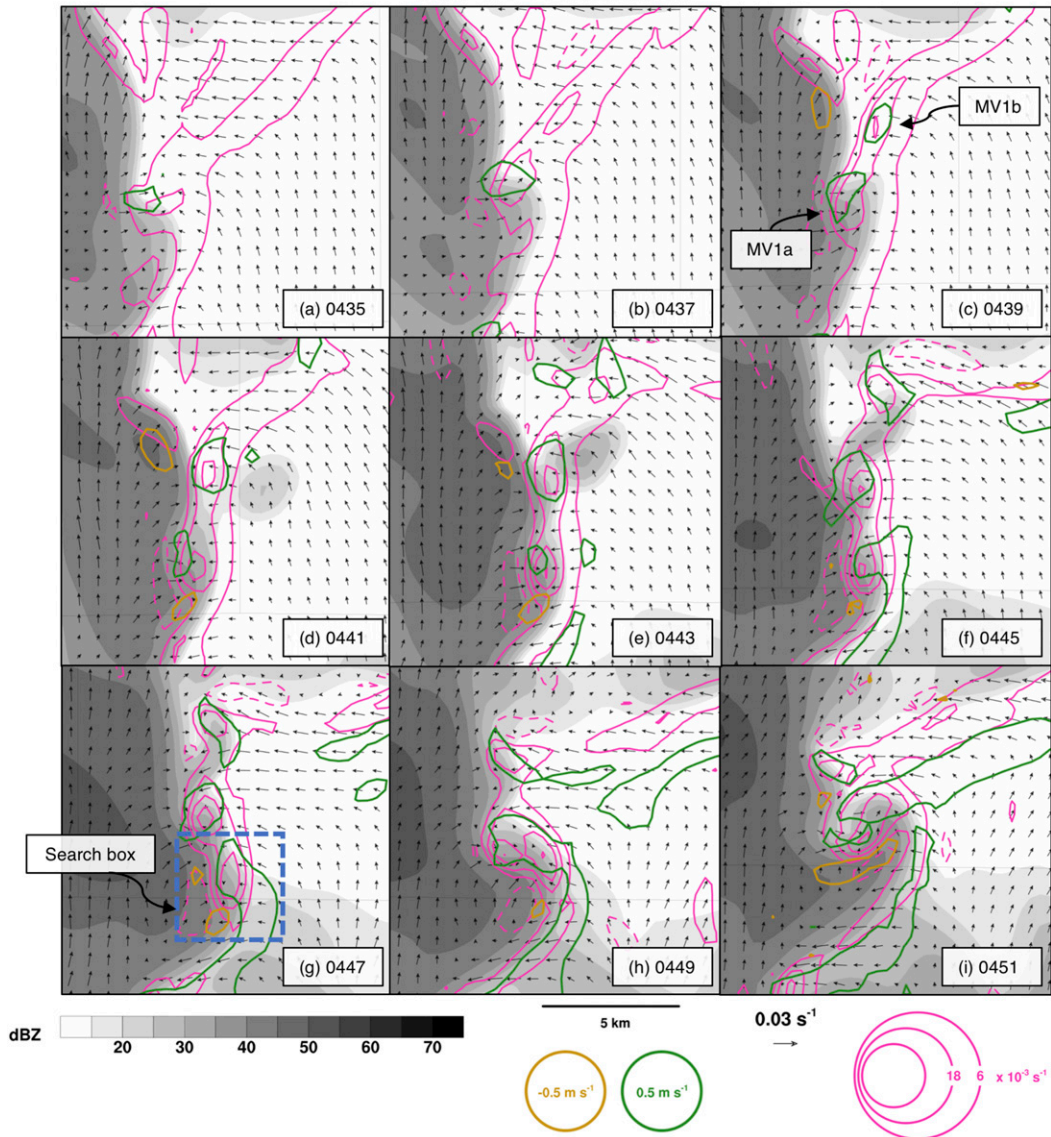 (a) 0435
(b) 0437
MV1b
MV1a
(c) 0439
(d) 0441
(e) 0443
(f) 0445
Search box
(g) 0447
(h) 0449
(i) 0451
dBZ
20 30 40 50 60 70
5 km
-0.5 m s⁻¹
0.5 m s⁻¹
0.03 s⁻¹
18 6 x 10⁻³ s⁻¹